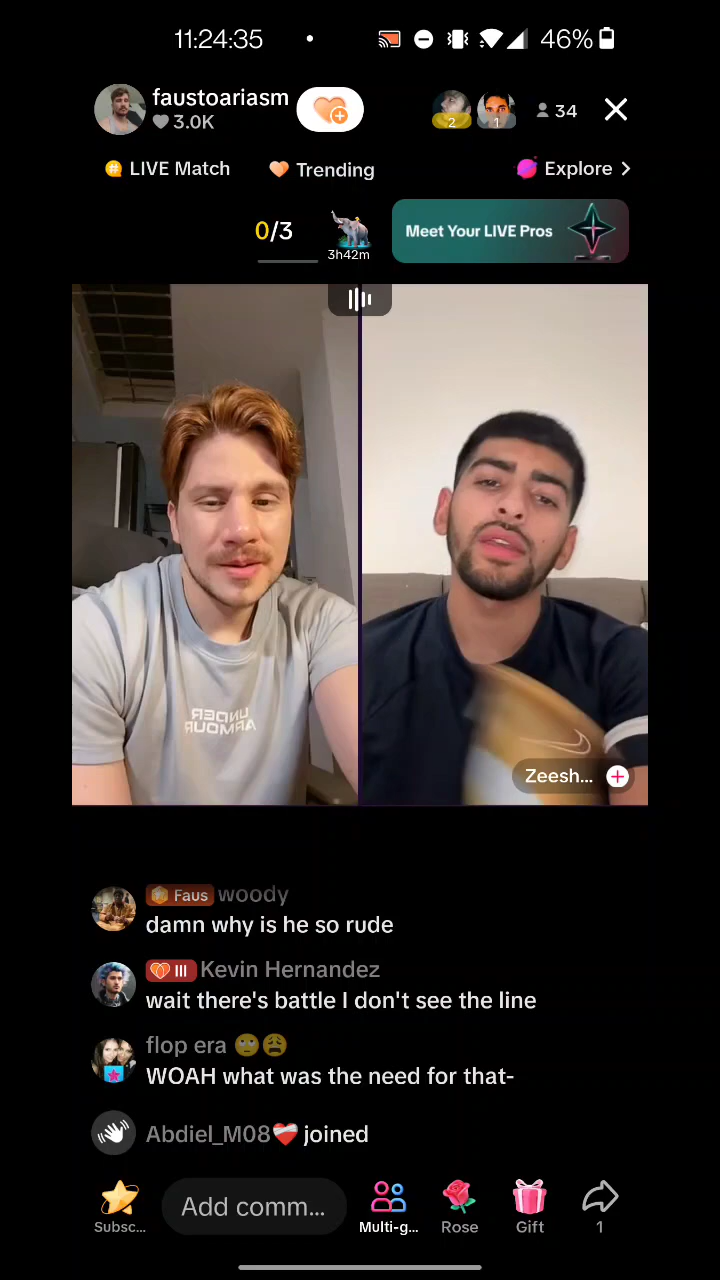 11:24:35
46%
faustoariasm
3.0K
2
1
34
LIVE Match
Trending
Explore
0/3
3h42m
Meet Your LIVE Pros
UNDER
ARMOUR
Zeesh...
Faus woody
damn why is he so rude
III Kevin Hernandez
wait there's battle I don't see the line
flop era 🙄😩
WOAH what was the need for that-
Abdiel_M08❤️‍🩹 joined
Subsc...
Add comm...
Multi-g...
Rose
Gift
1